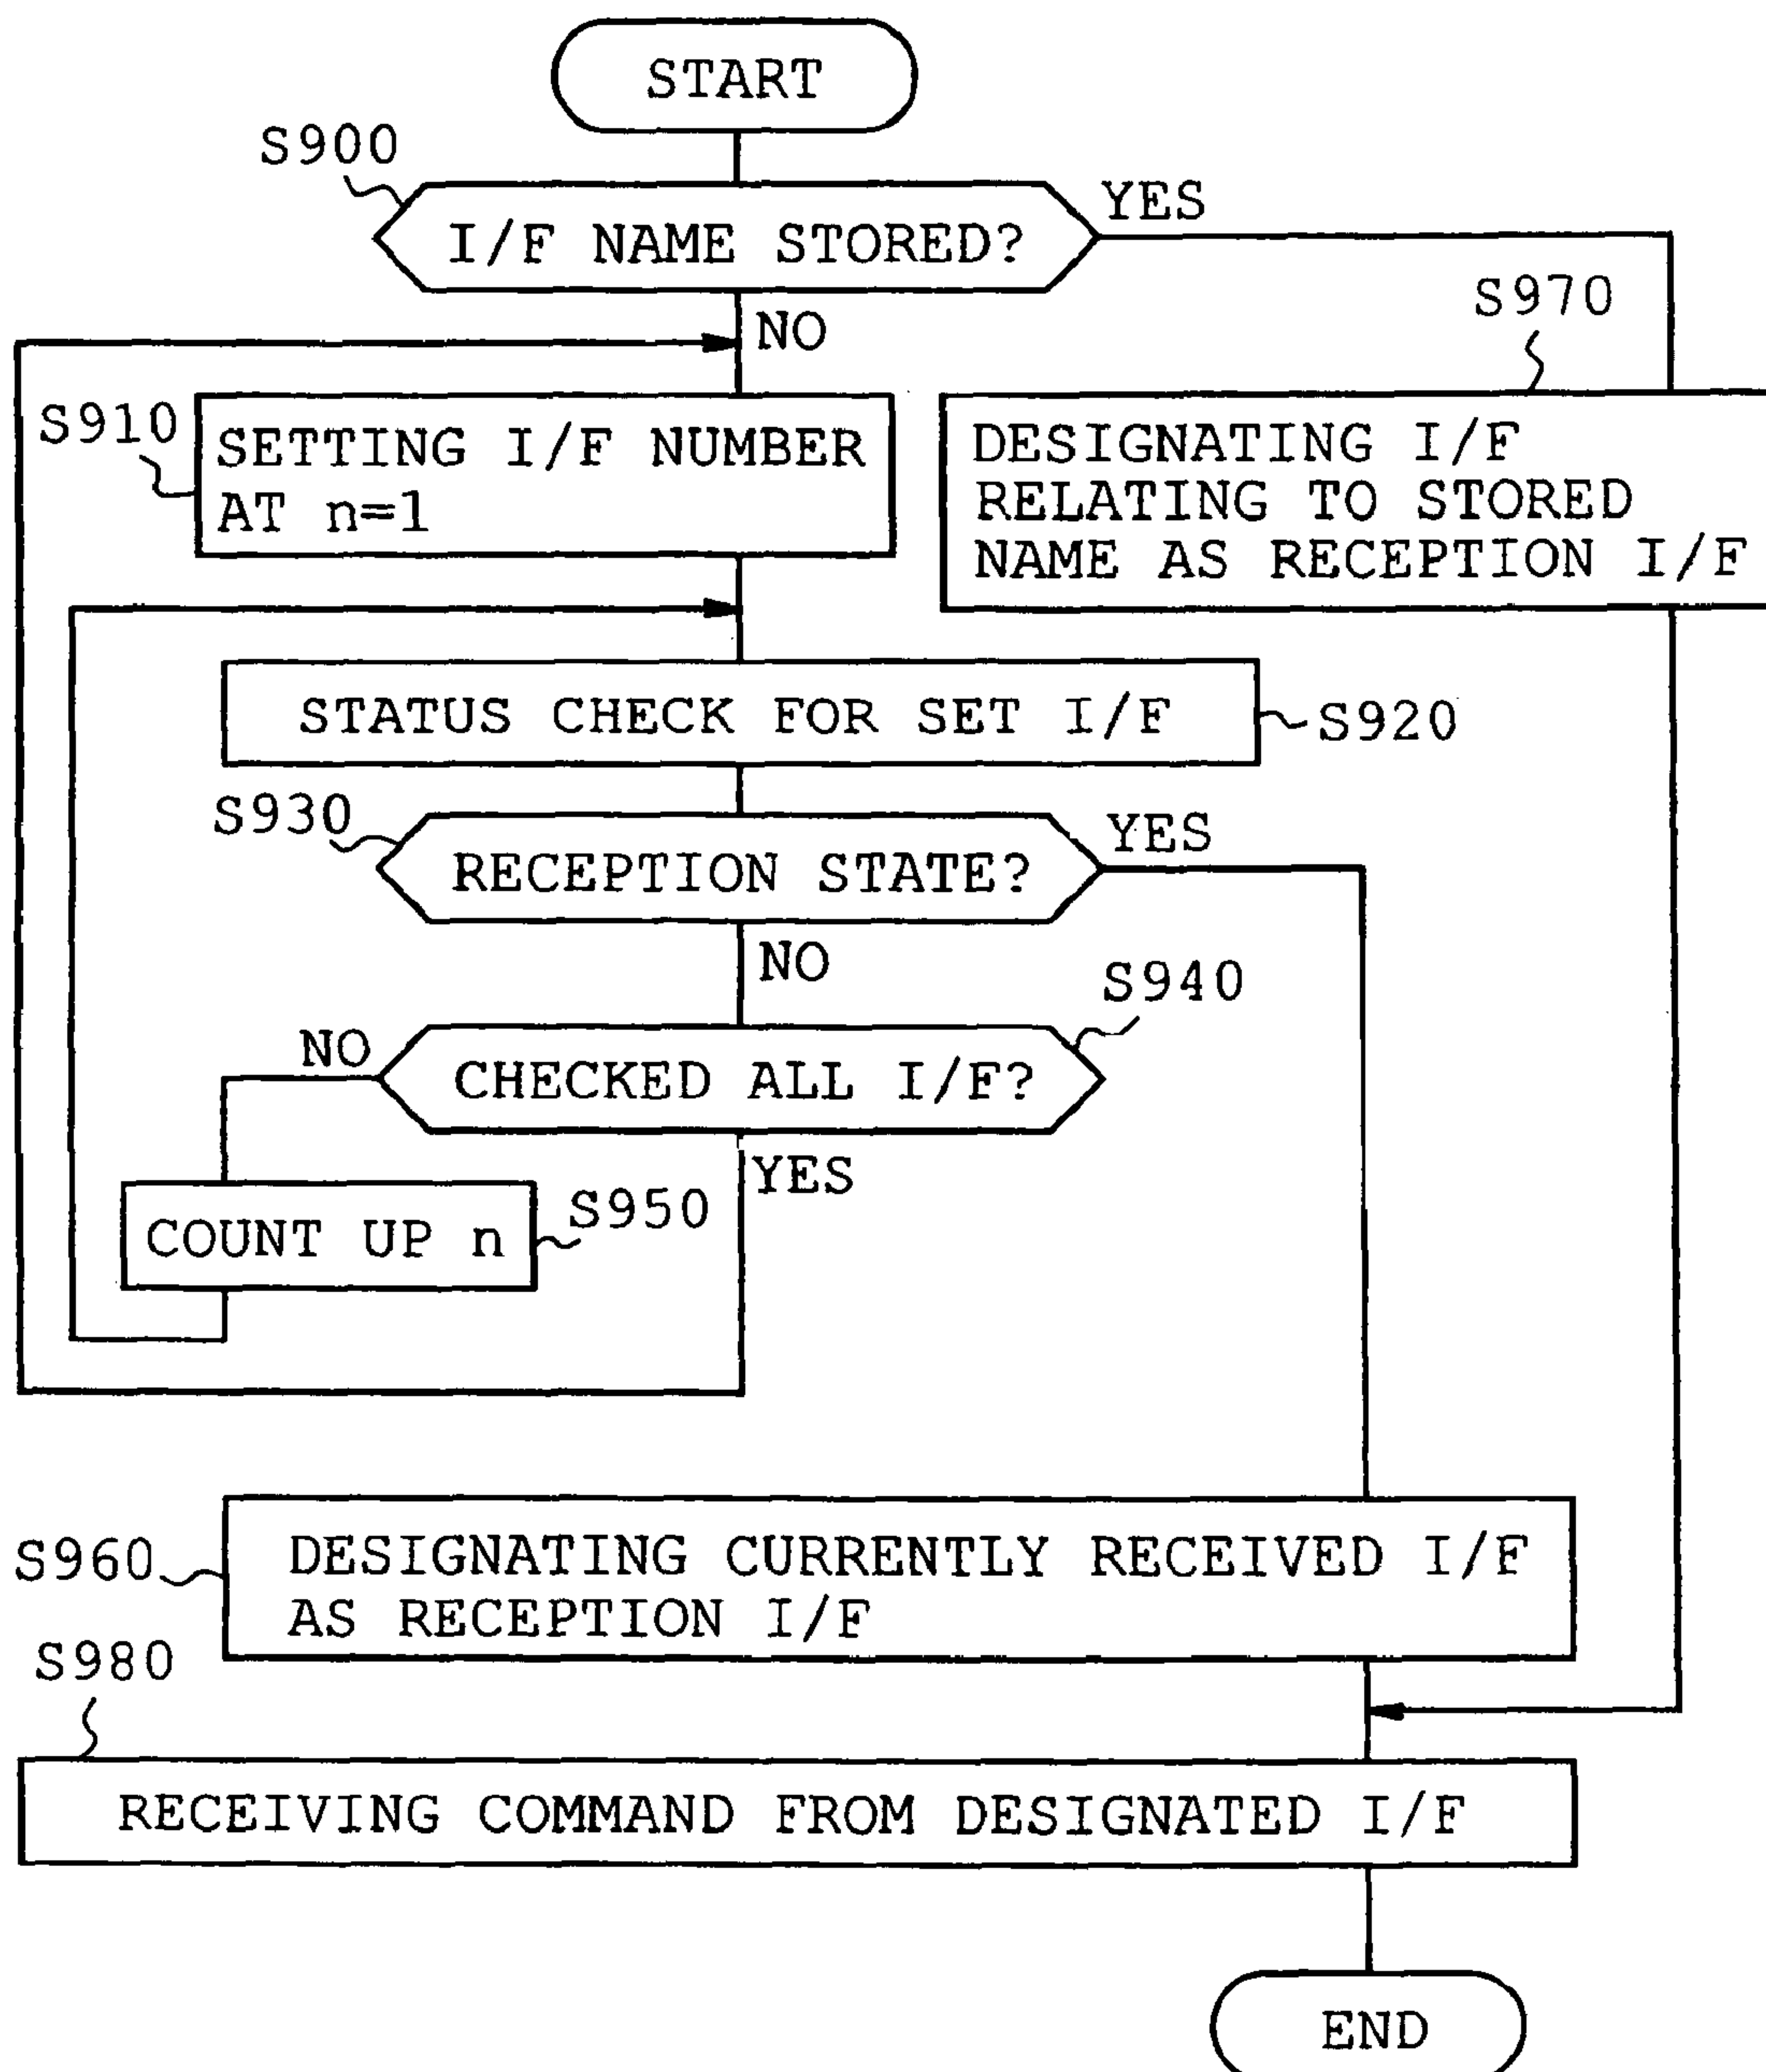 START
S900
I/F NAME STORED?
YES
NO
S970
S910
SETTING I/F NUMBER
AT n=1
DESIGNATING I/F
RELATING TO STORED
NAME AS RECEPTION I/F
STATUS CHECK FOR SET I/F
S920
S930
RECEPTION STATE?
YES
NO
S940
NO
CHECKED ALL I/F?
YES
COUNT UP n
S950
S960
DESIGNATING CURRENTLY RECEIVED I/F
AS RECEPTION I/F
S980
RECEIVING COMMAND FROM DESIGNATED I/F
END